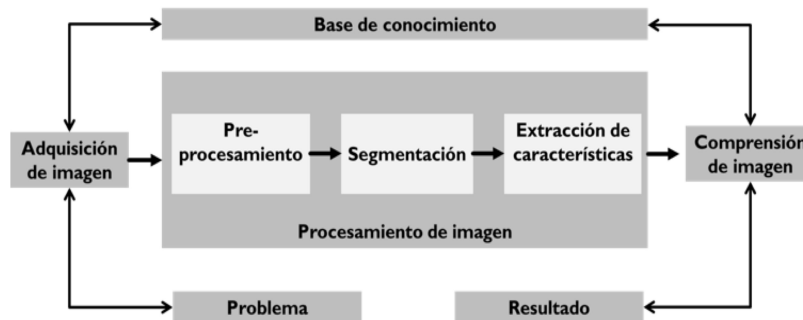 Base de conocimiento
Adquisición
de imagen
Pre-
procesamiento
Segmentación
Extracción de
características
Comprensión
de imagen
Procesamiento de imagen
Problema
Resultado